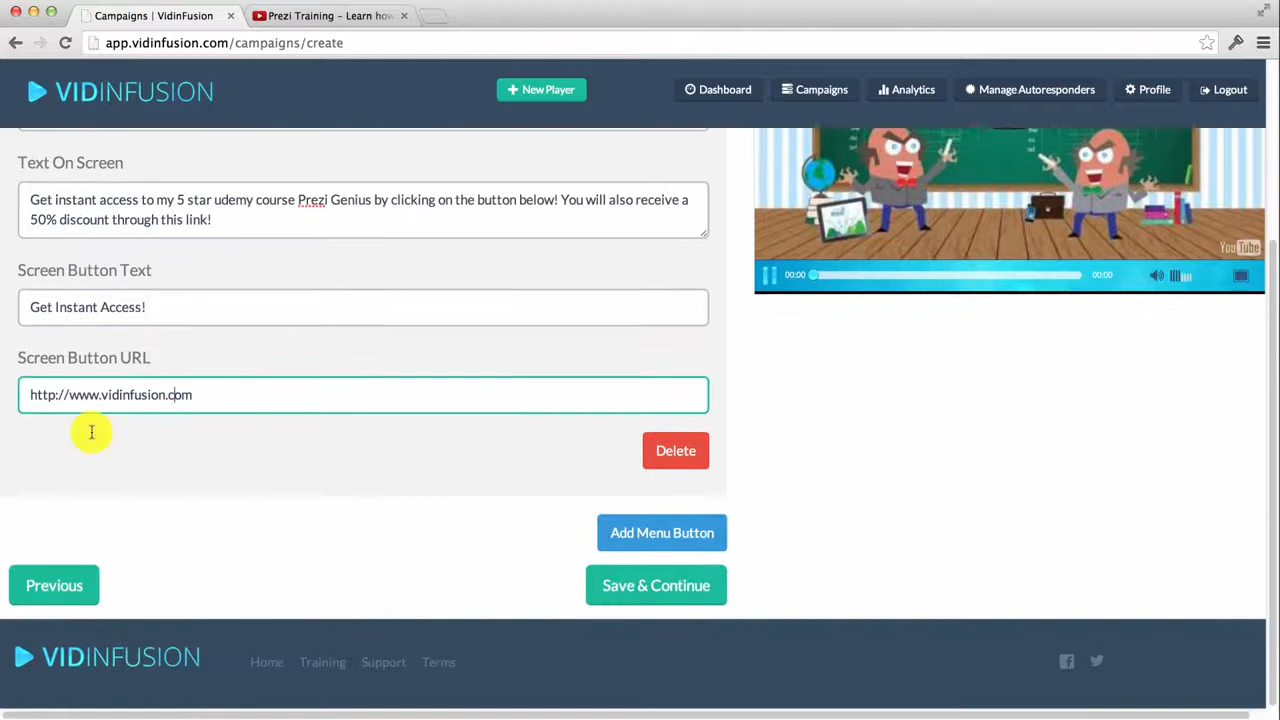 Campaigns | VidinFusion
Prezi Training – Learn how
app.vidinfusion.com/campaigns/create
VIDINFUSION
New Player
Dashboard
Campaigns
Analytics
Manage Autoresponders
Profile
Logout
Text On Screen
Get instant access to my 5 star udemy course Prezi Genius by clicking on the button below! You will also receive a
50% discount through this link!
Screen Button Text
Get Instant Access!
Screen Button URL
http://www.vidinfusion.com
Delete
Add Menu Button
Previous
Save & Continue
YouTube
00:00
00:00
VIDINFUSION
Home
Training
Support
Terms